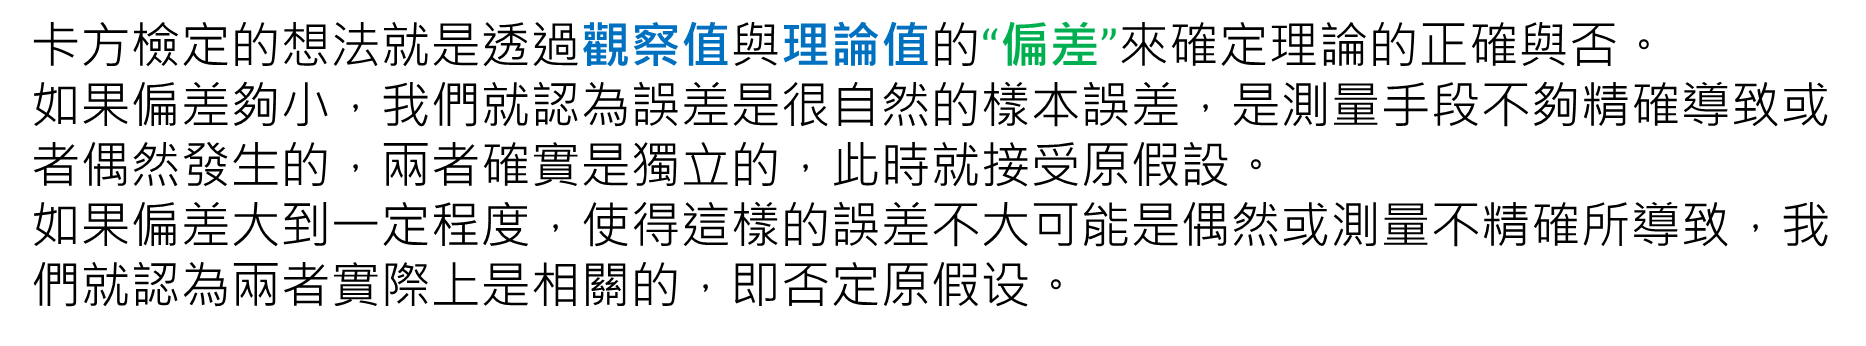 卡方檢定的想法就是透過觀察值與理論值的“偏差”來確定理論的正確與否。
如果偏差夠小，我們就認為誤差是很自然的樣本誤差，是測量手段不夠精確導致或
者偶然發生的，兩者確實是獨立的，此時就接受原假設。
如果偏差大到一定程度，使得這樣的誤差不大可能是偶然或測量不精確所導致，我
們就認為兩者實際上是相關的，即否定原假设。